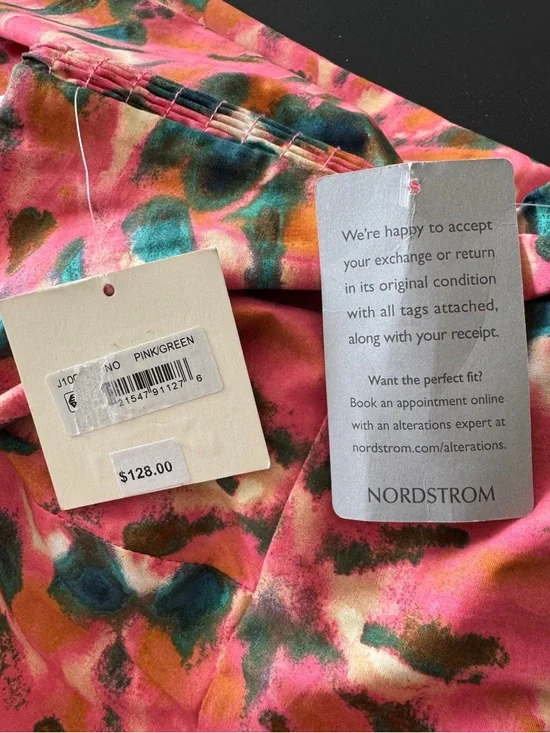 NO PINK/GREEN
21547 91127 6
$128.00
We're happy to accept
your exchange or return
in its original condition
with all tags attached,
along with your receipt.
Want the perfect fit?
Book an appointment online
with an alterations expert at
nordstrom.com/alterations.
NORDSTROM